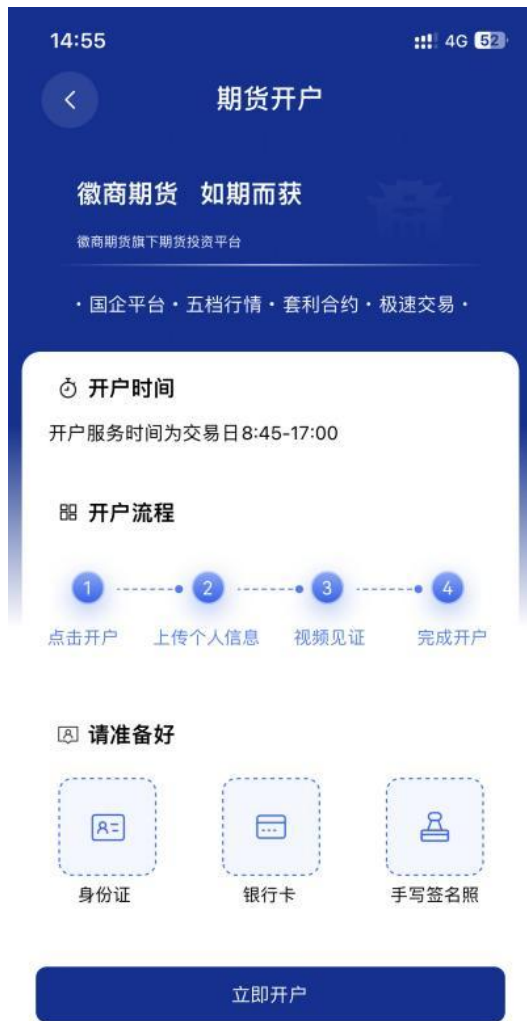 14:55
4G 52
期货开户
徽商期货 如期而获
徽商期货旗下期货投资平台
·国企平台·五档行情·套利合约·极速交易·
开户时间
开户服务时间为交易日8:45-17:00
开户流程
1 2 3 4
点击开户 上传个人信息 视频见证 完成开户
请准备好
身份证 银行卡 手写签名照
立即开户